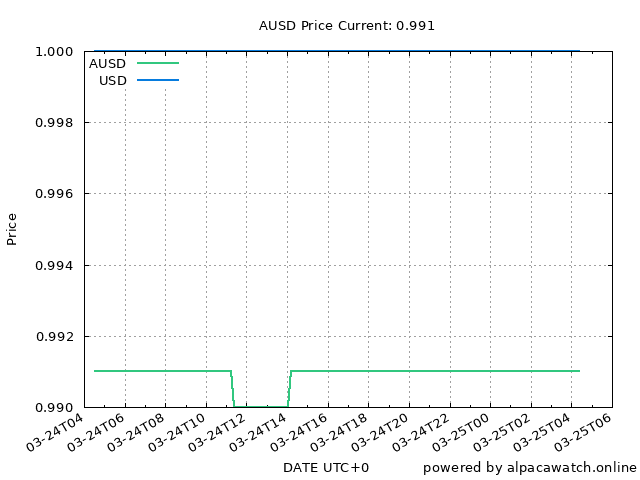 AUSD Price Current: 0.991
1.000
AUSD
USD
0.998
0.996
Price
0.994
0.992
0.990
03-24T04
03-24T06
03-24T08
03-24T10
03-24T12
03-24T14
03-24T16
03-24T18
03-24T20
03-24T22
03-25T00
03-25T02
03-25T04
03-25T06
DATE UTC+0
powered by alpacawatch.online